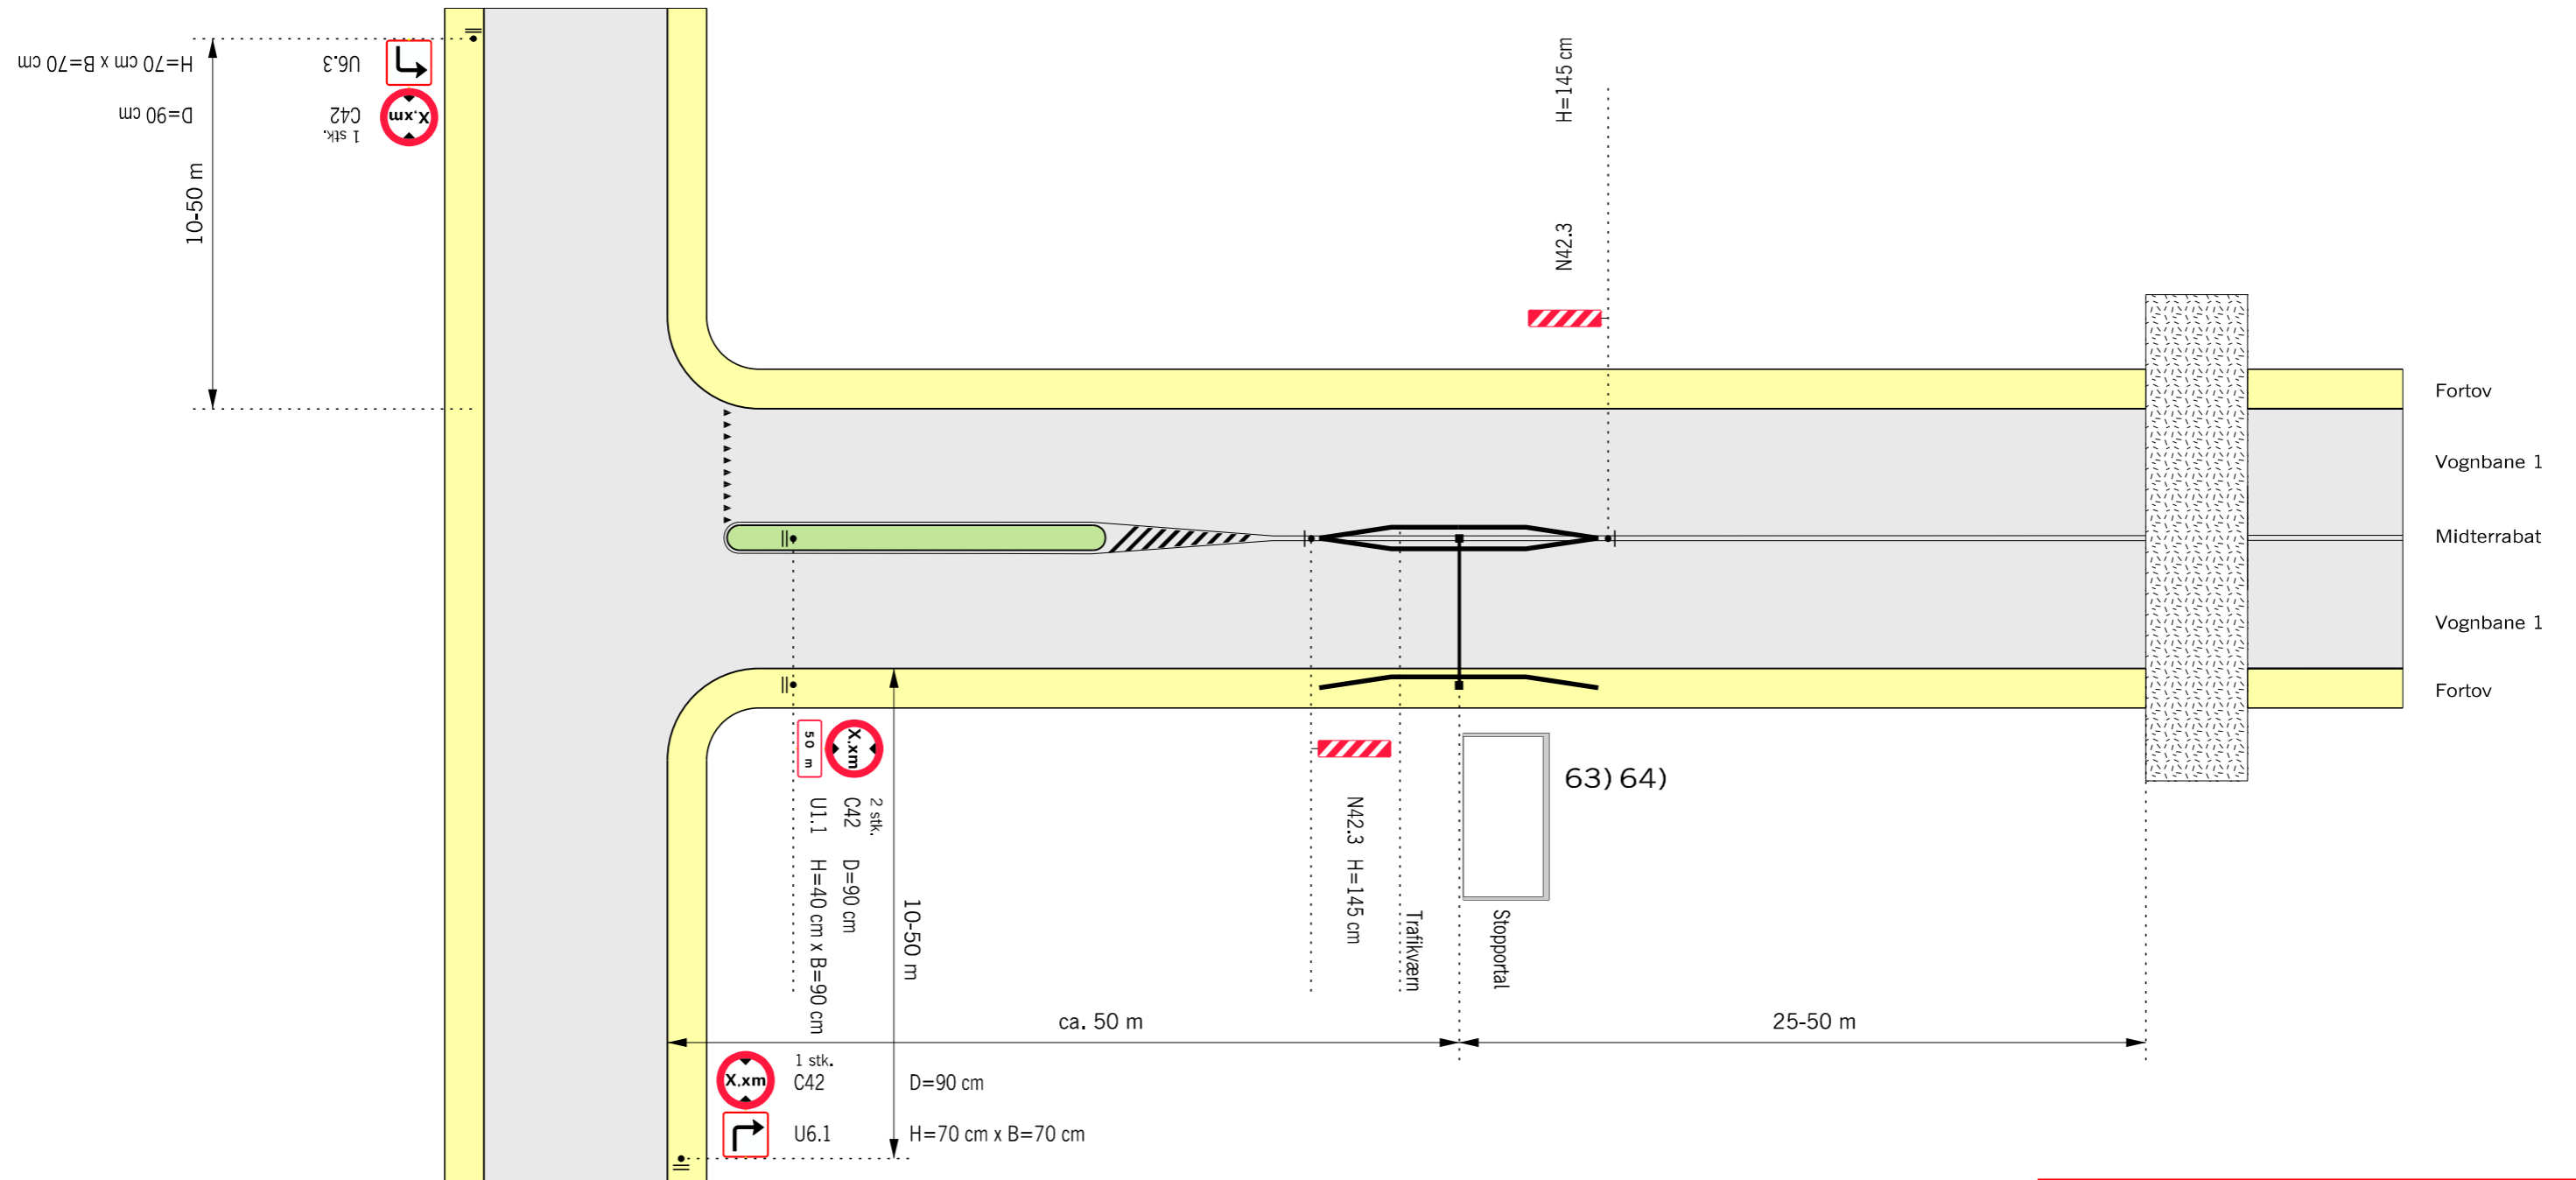 H=70 cm x B=70 cm
U6.3
D=90 cm
C42
1 stk.
X,xm
10-50 m
H=145 cm
N42.3
Fortov
Vognbane 1
Midterrabat
Vognbane 1
Fortov
50 m
X,xm
2 stk.
C42 D=90 cm
U1.1 H=40 cm x B=90 cm
10-50 m
N42.3 H=145 cm
Trafikværn
Stopportal
63) 64)
ca. 50 m
25-50 m
X,xm
1 stk.
C42 D=90 cm
U6.1 H=70 cm x B=70 cm